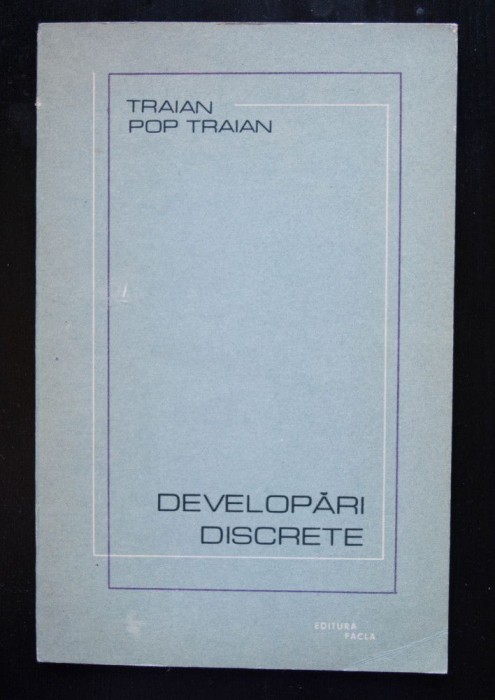 TRAIAN
POP TRAIAN
DEVELOPĂRI
DISCRETE
EDITURA
FACLA